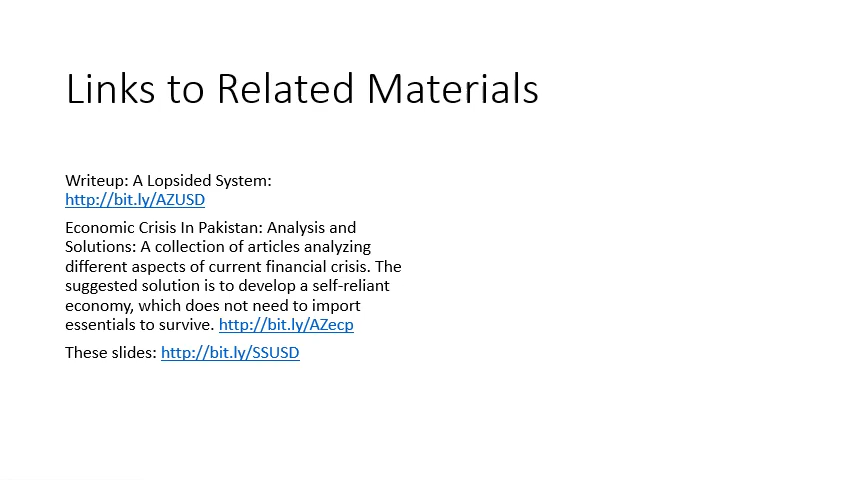 Links to Related Materials
Writeup: A Lopsided System:
http://bit.ly/AZUSD
Economic Crisis In Pakistan: Analysis and
Solutions: A collection of articles analyzing
different aspects of current financial crisis. The
suggested solution is to develop a self-reliant
economy, which does not need to import
essentials to survive. http://bit.ly/AZecp
These slides: http://bit.ly/SSUSD